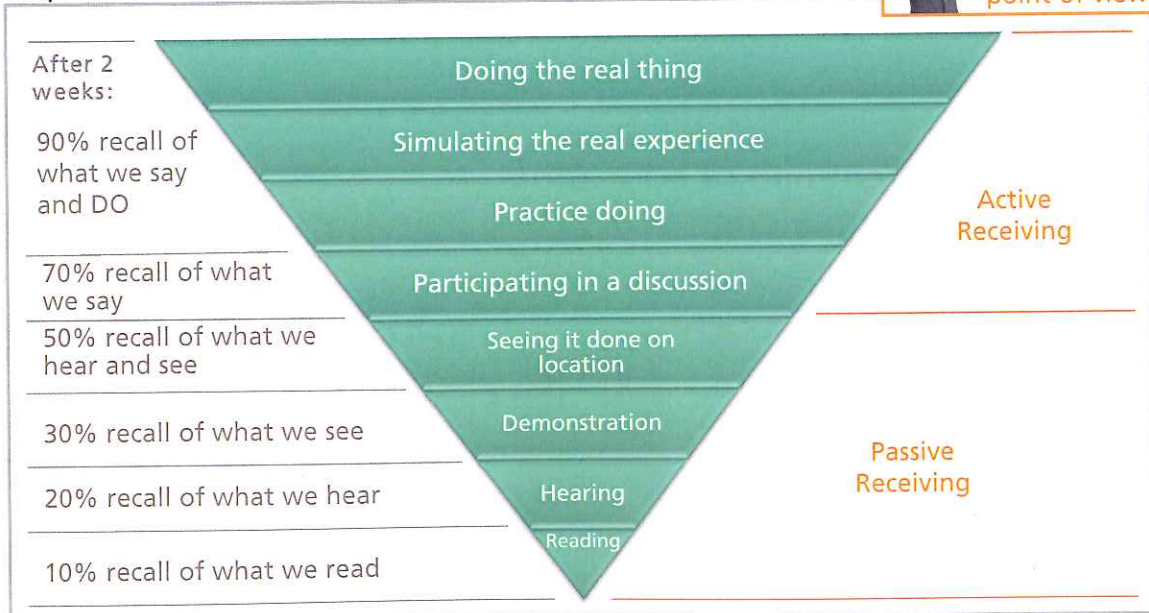 point of view
After 2
weeks:
90% recall of
what we say
and DO
70% recall of what
we say
50% recall of what we
hear and see
30% recall of what we see
20% recall of what we hear
10% recall of what we read
Doing the real thing
Simulating the real experience
Practice doing
Participating in a discussion
Seeing it done on
location
Demonstration
Hearing
Reading
Active
Receiving
Passive
Receiving